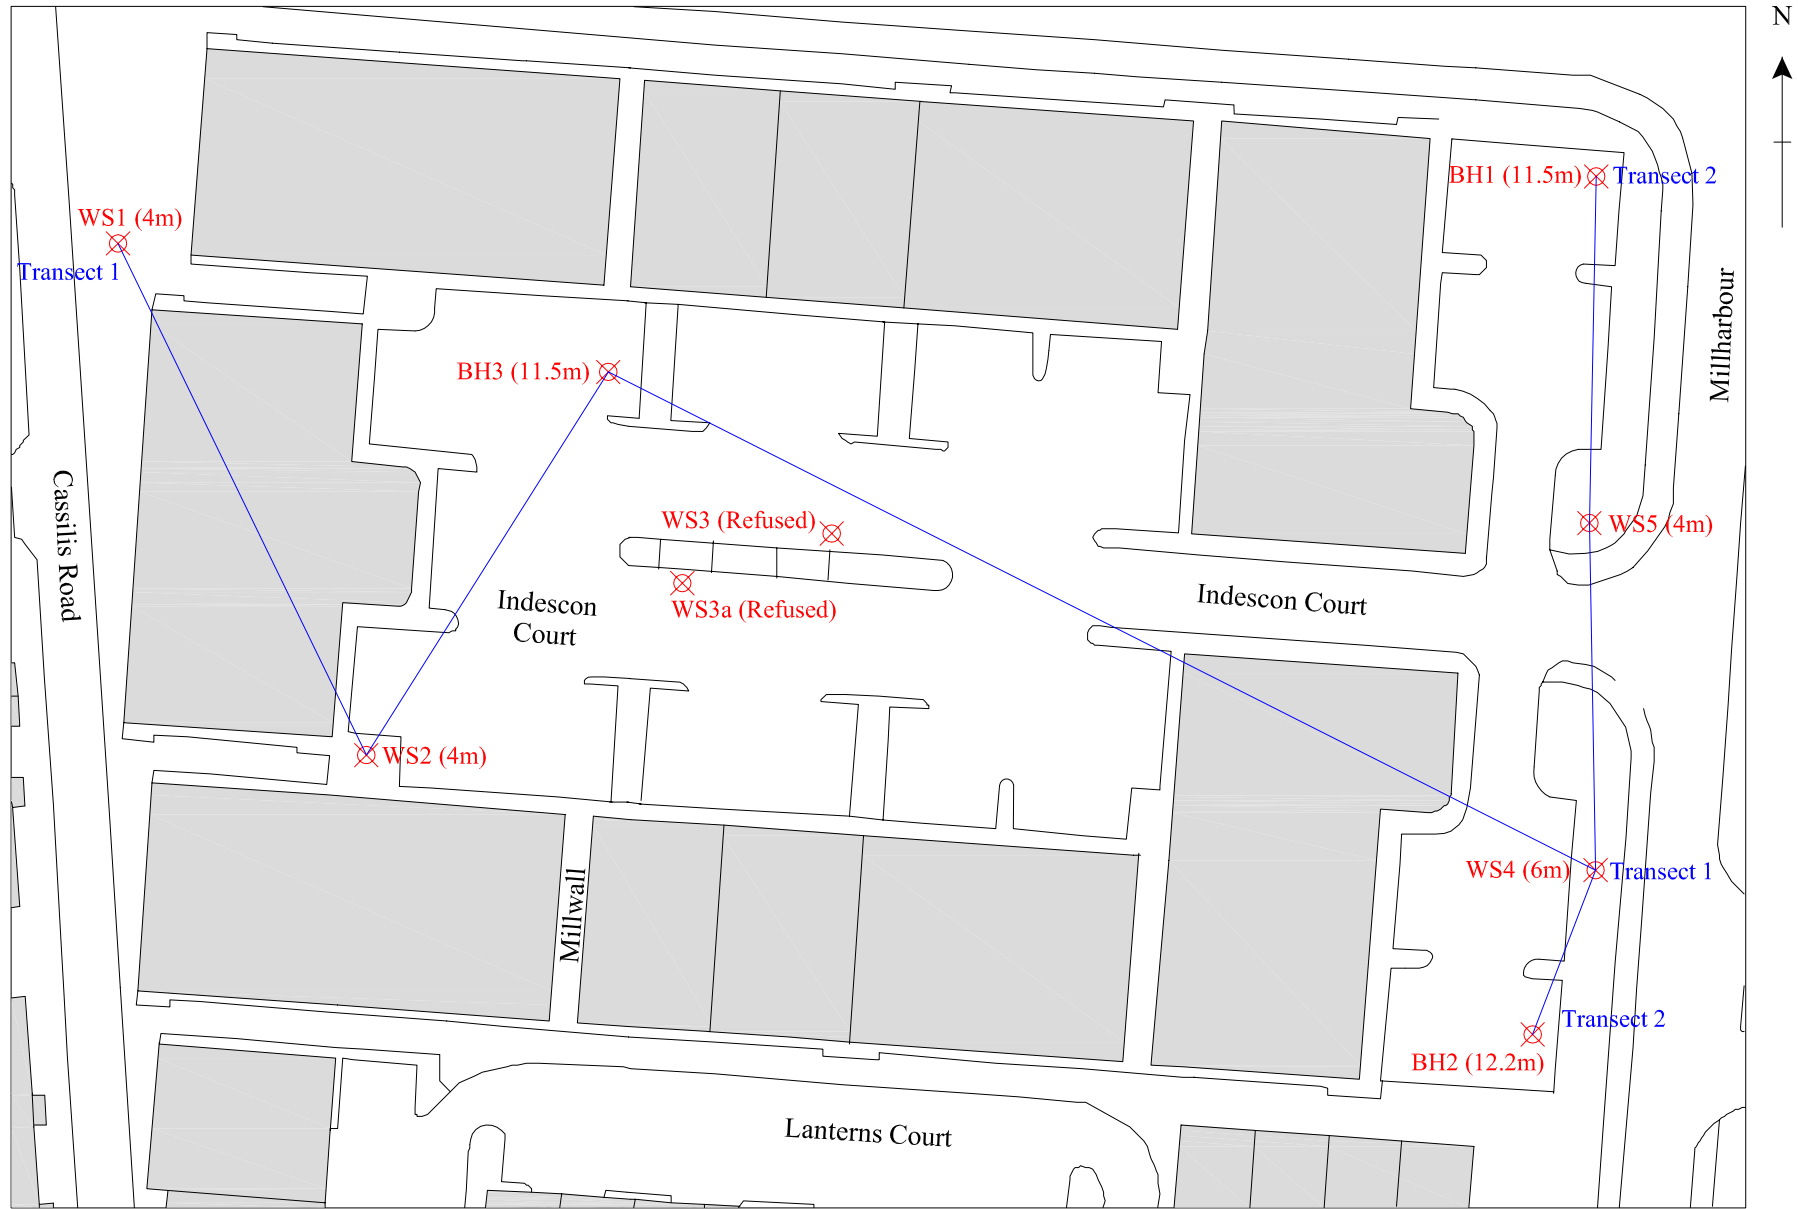 N
BH1 (11.5m)
Transect 2
WS1 (4m)
Transect 1
Millharbour
BH3 (11.5m)
Cassilis Road
WS3 (Refused)
WS5 (4m)
WS3a (Refused)
Indescon
Court
Indescon Court
WS2 (4m)
WS4 (6m)
Transect 1
Millwall
Transect 2
BH2 (12.2m)
Lanterns Court